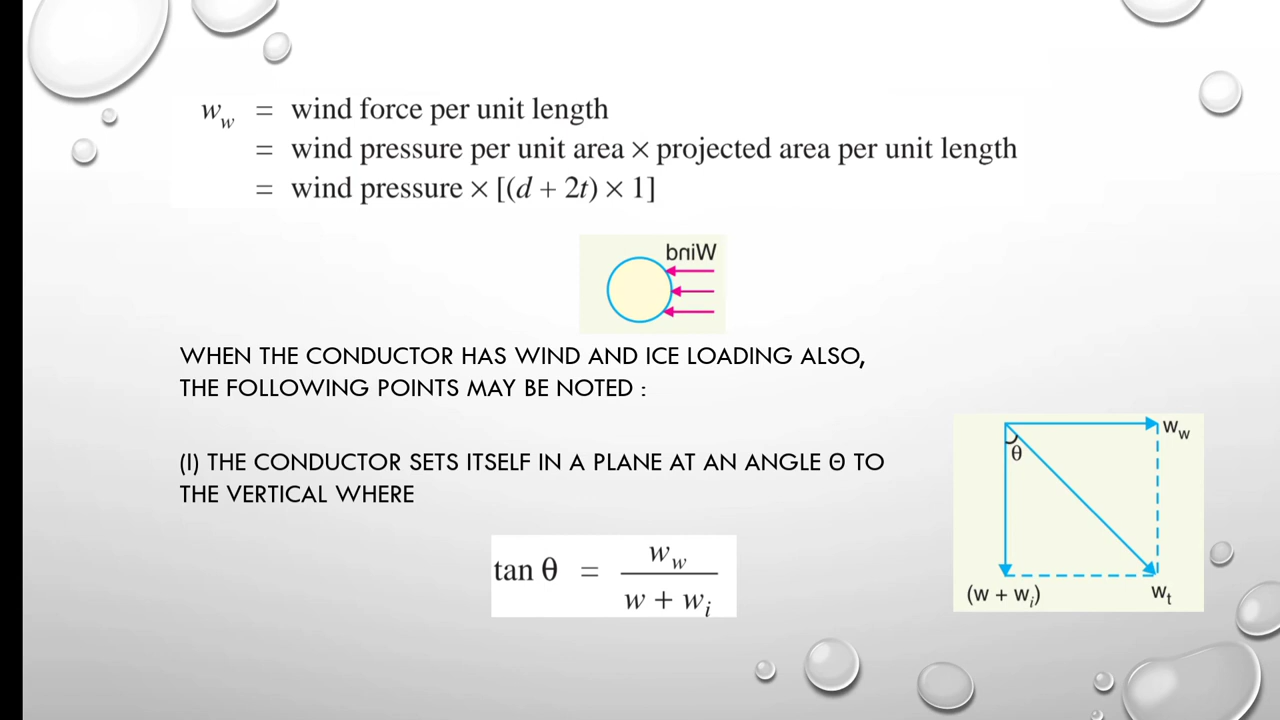 w_w = wind force per unit length
= wind pressure per unit area × projected area per unit length
= wind pressure × [(d + 2t) × 1]
Wind
WHEN THE CONDUCTOR HAS WIND AND ICE LOADING ALSO,
THE FOLLOWING POINTS MAY BE NOTED :
(I) THE CONDUCTOR SETS ITSELF IN A PLANE AT AN ANGLE Θ TO
THE VERTICAL WHERE
tan θ = w_w / w + w_i
w_w
θ
(w + w_i)
w_t